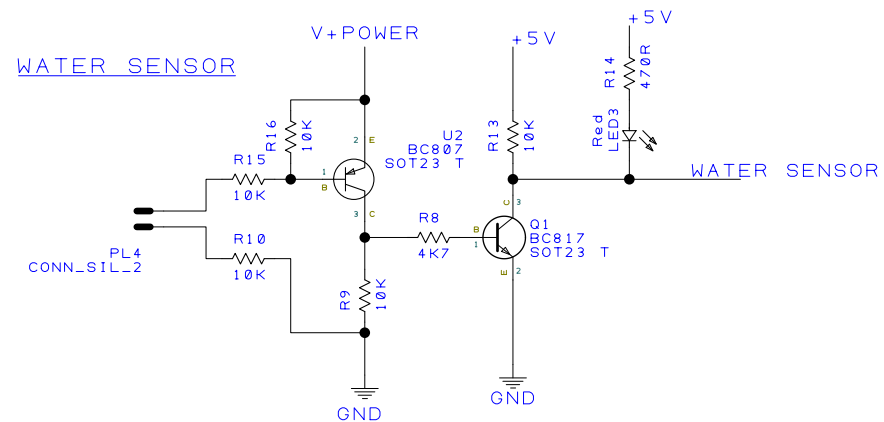 WATER SENSOR
V+POWER
+5V
+5V
R14
470R
Red
LED3
R16
10K
2
E
U2
BC807
SOT23 T
R13
10K
R15
10K
1
B
WATER SENSOR
3
C
C
3
R8
4K7
B
1
Q1
BC817
SOT23 T
E
2
PL4
CONN_SIL_2
R10
10K
R9
10K
GND
GND